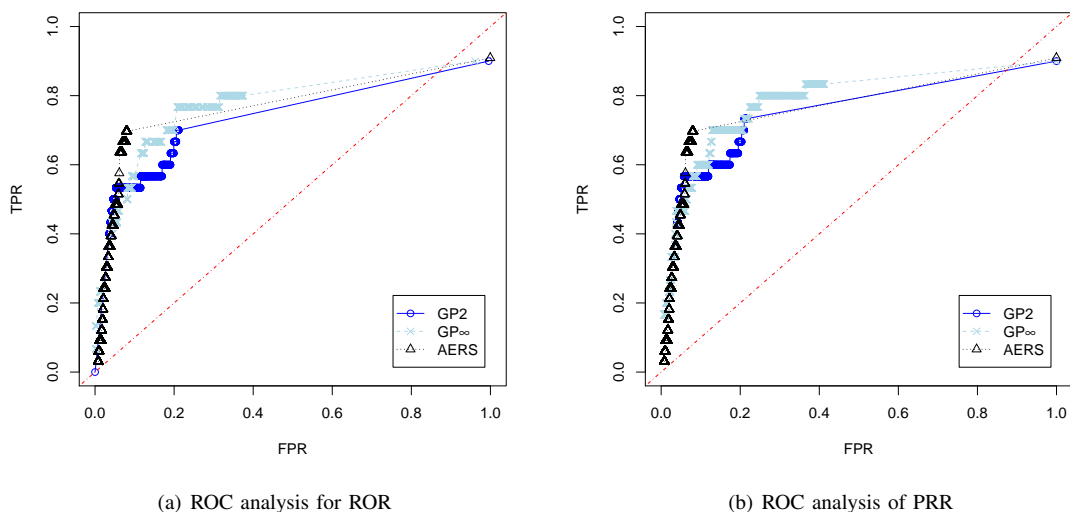 1.0
0.8
0.6
0.4
0.2
0.0
TPR
0.0 0.2 0.4 0.6 0.8 1.0
FPR
GP2
GP∞
AERS
(a) ROC analysis for ROR
1.0
0.8
0.6
0.4
0.2
0.0
TPR
0.0 0.2 0.4 0.6 0.8 1.0
FPR
GP2
GP∞
AERS
(b) ROC analysis of PRR